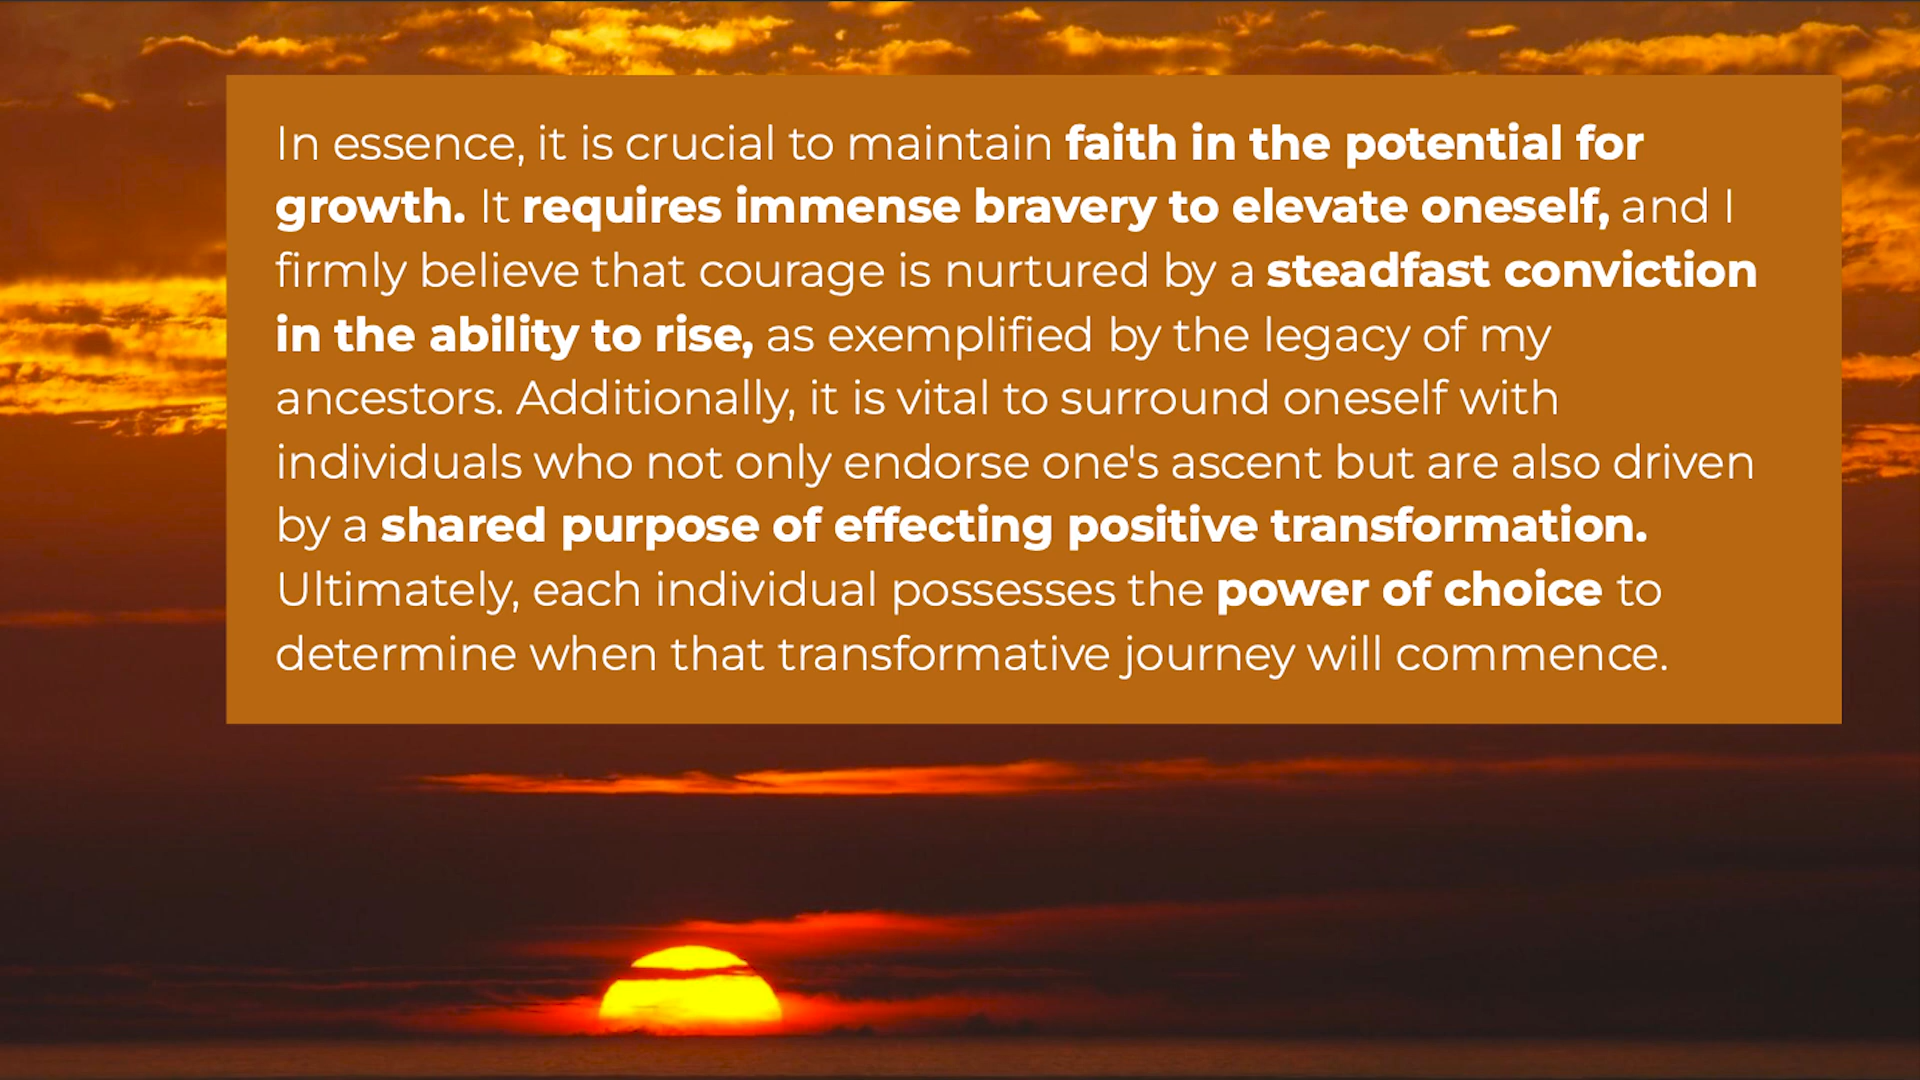 In essence, it is crucial to maintain faith in the potential for
growth. It requires immense bravery to elevate oneself, and I
firmly believe that courage is nurtured by a steadfast conviction
in the ability to rise, as exemplified by the legacy of my
ancestors. Additionally, it is vital to surround oneself with
individuals who not only endorse one's ascent but are also driven
by a shared purpose of effecting positive transformation.
Ultimately, each individual possesses the power of choice to
determine when that transformative journey will commence.